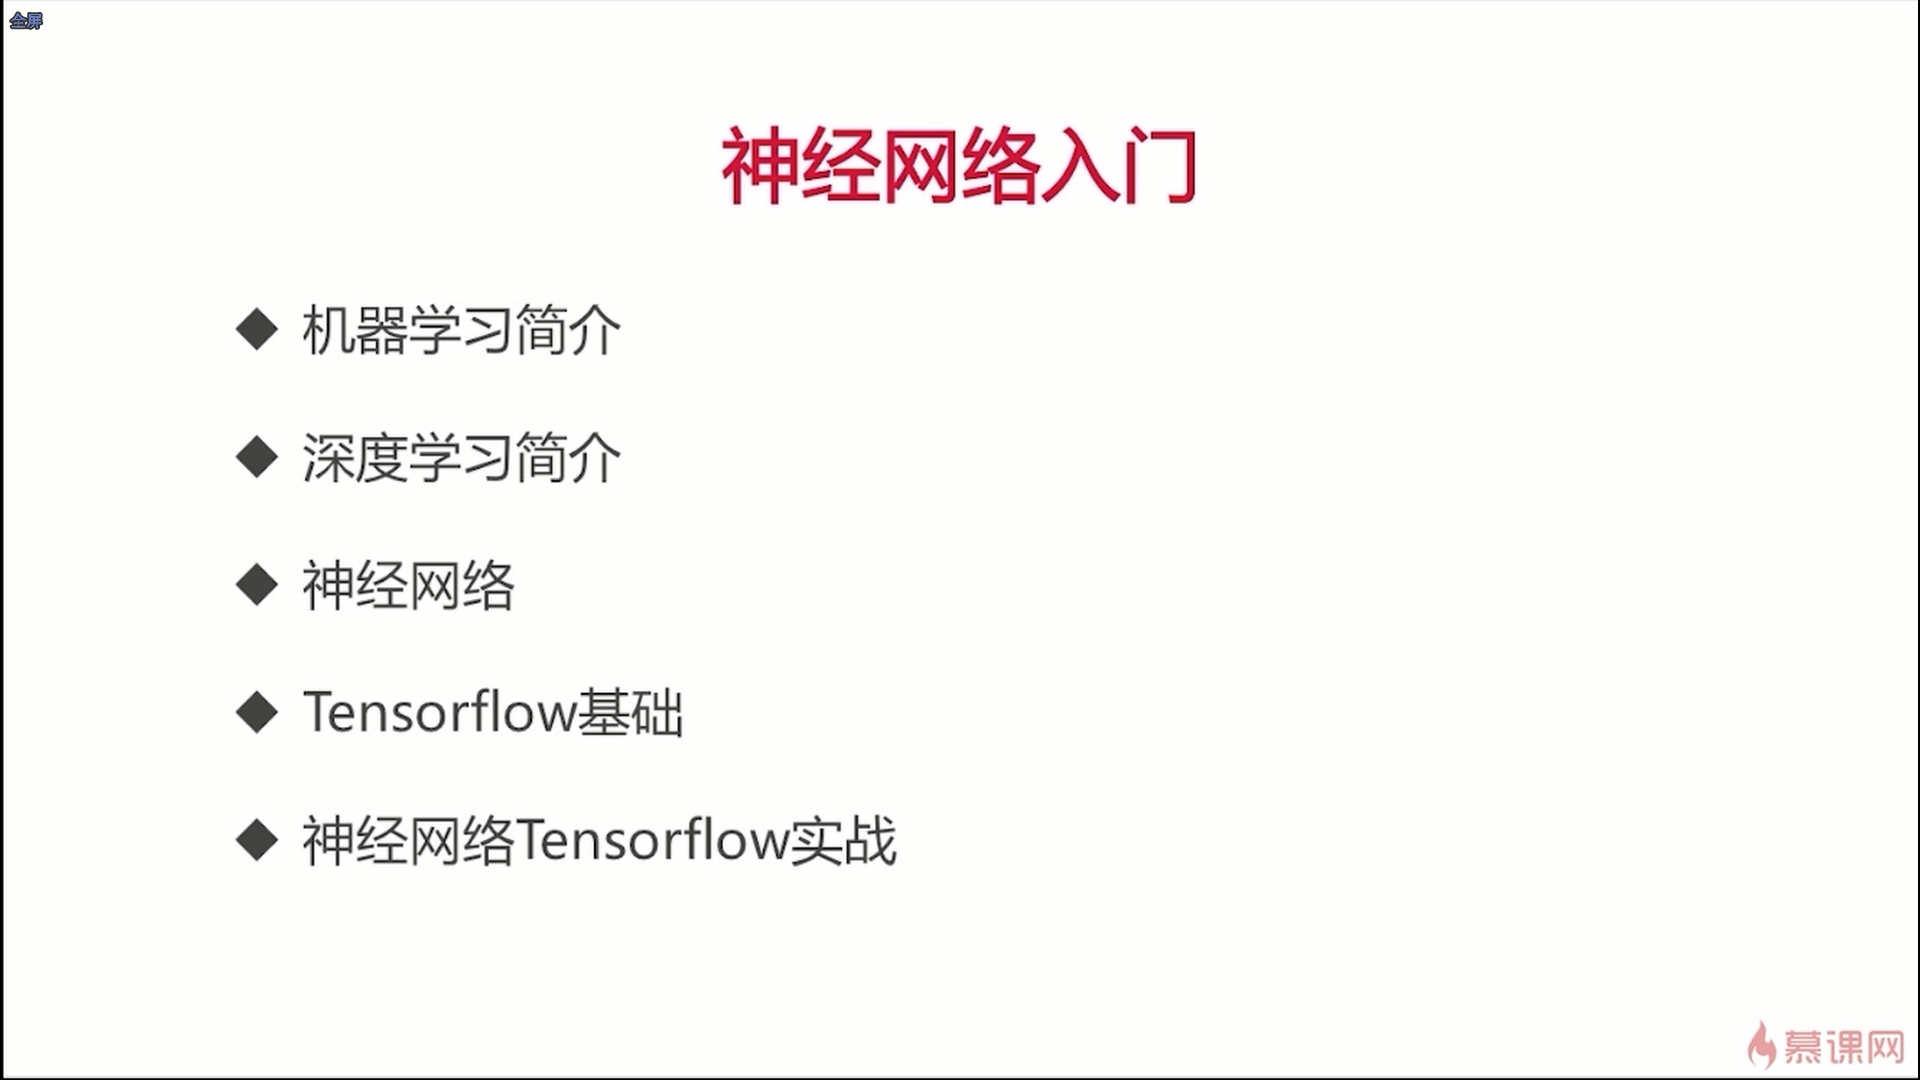 全屏
神经网络入门
◆ 机器学习简介
◆ 深度学习简介
◆ 神经网络
◆ Tensorflow基础
◆ 神经网络Tensorflow实战
慕课网